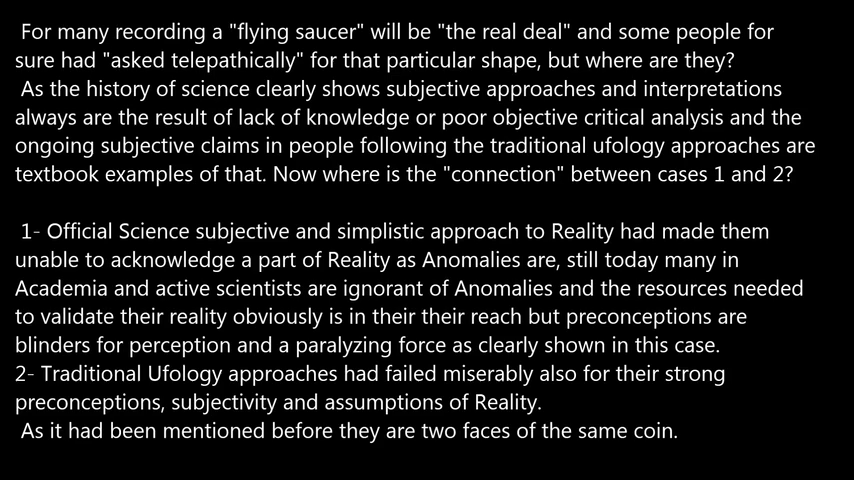 For many recording a "flying saucer" will be "the real deal" and some people for
sure had "asked telepathically" for that particular shape, but where are they?
As the history of science clearly shows subjective approaches and interpretations
always are the result of lack of knowledge or poor objective critical analysis and the
ongoing subjective claims in people following the traditional ufology approaches are
textbook examples of that. Now where is the "connection" between cases 1 and 2?

1- Official Science subjective and simplistic approach to Reality had made them
unable to acknowledge a part of Reality as Anomalies are, still today many in
Academia and active scientists are ignorant of Anomalies and the resources needed
to validate their reality obviously is in their their reach but preconceptions are
blinders for perception and a paralyzing force as clearly shown in this case.
2- Traditional Ufology approaches had failed miserably also for their strong
preconceptions, subjectivity and assumptions of Reality.
As it had been mentioned before they are two faces of the same coin.